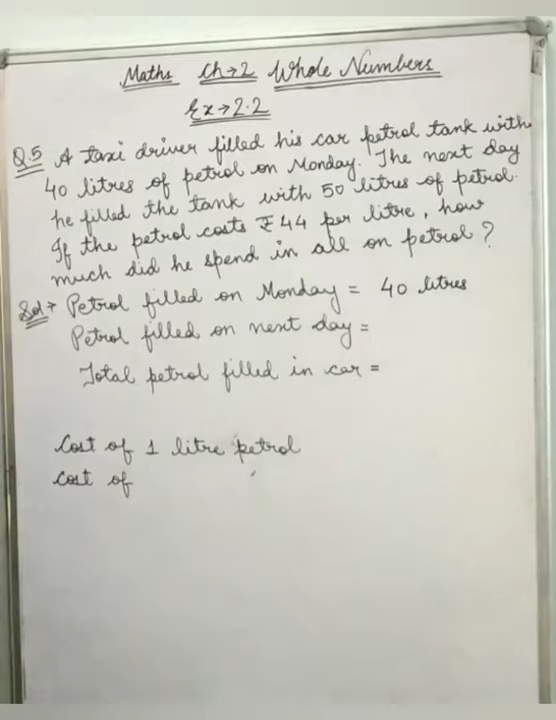 Maths Ch→2 Whole Numbers
Ex→2.2
Q.5 A taxi driver filled his car petrol tank with
40 litres of petrol on Monday. The next day
he filled the tank with 50 litres of petrol.
If the petrol costs ₹44 per litre, how
much did he spend in all on petrol?
Sol→ Petrol filled on Monday = 40 litres
Petrol filled on next day =
Total petrol filled in car =
Cost of 1 litre petrol
Cost of